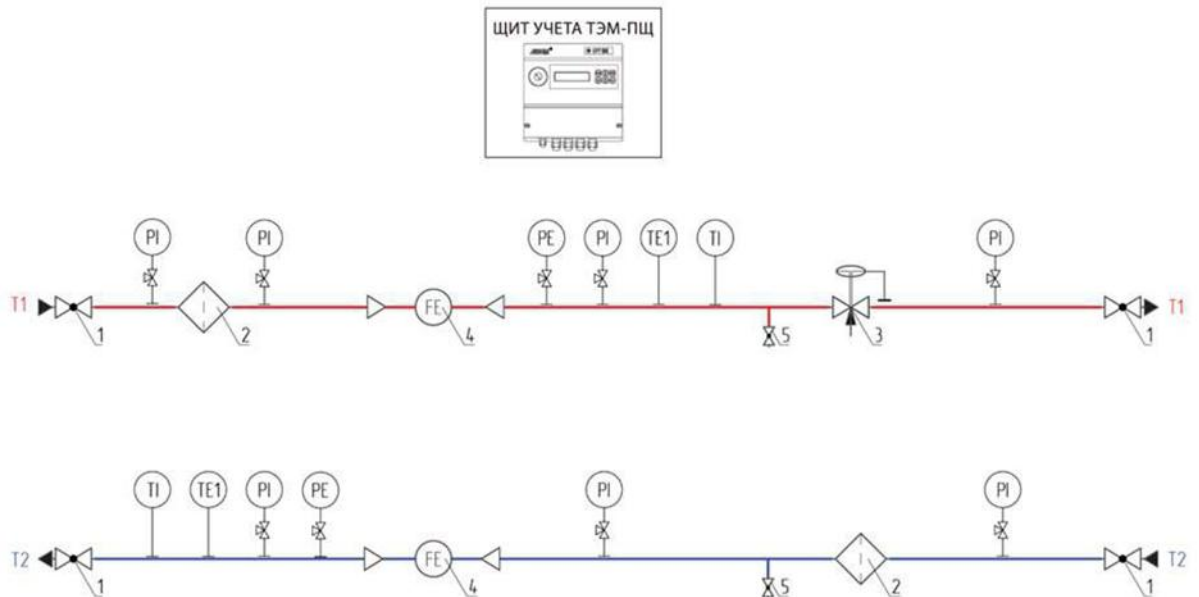 ЩИТ УЧЕТА ТЭМ-ПЩ
PI PI PE PI TE1 TI PI
T1 FE T1
1 2 4 5 3 1
TI TE1 PI PE PI PI
T2 FE T2
1 4 5 2 1